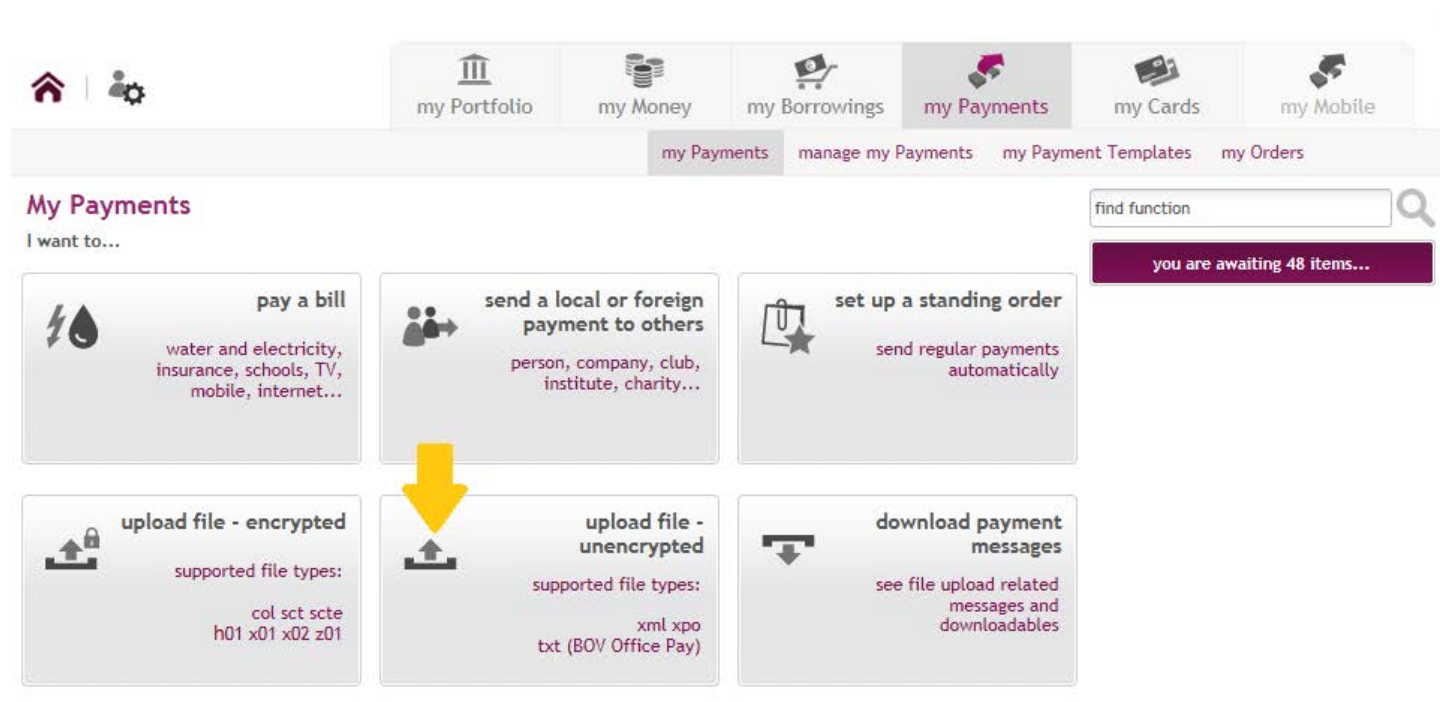 my Portfolio
my Money
my Borrowings
my Payments
my Cards
my Mobile
my Payments
manage my Payments
my Payment Templates
my Orders
My Payments
I want to...
find function
you are awaiting 48 items...
pay a bill
water and electricity,
insurance, schools, TV,
mobile, internet...
send a local or foreign
payment to others
person, company, club,
institute, charity...
set up a standing order
send regular payments
automatically
upload file - encrypted
supported file types:
col sct scte
h01 x01 x02 z01
upload file -
unencrypted
supported file types:
xml xpo
txt (BOV Office Pay)
download payment
messages
see file upload related
messages and
downloadables